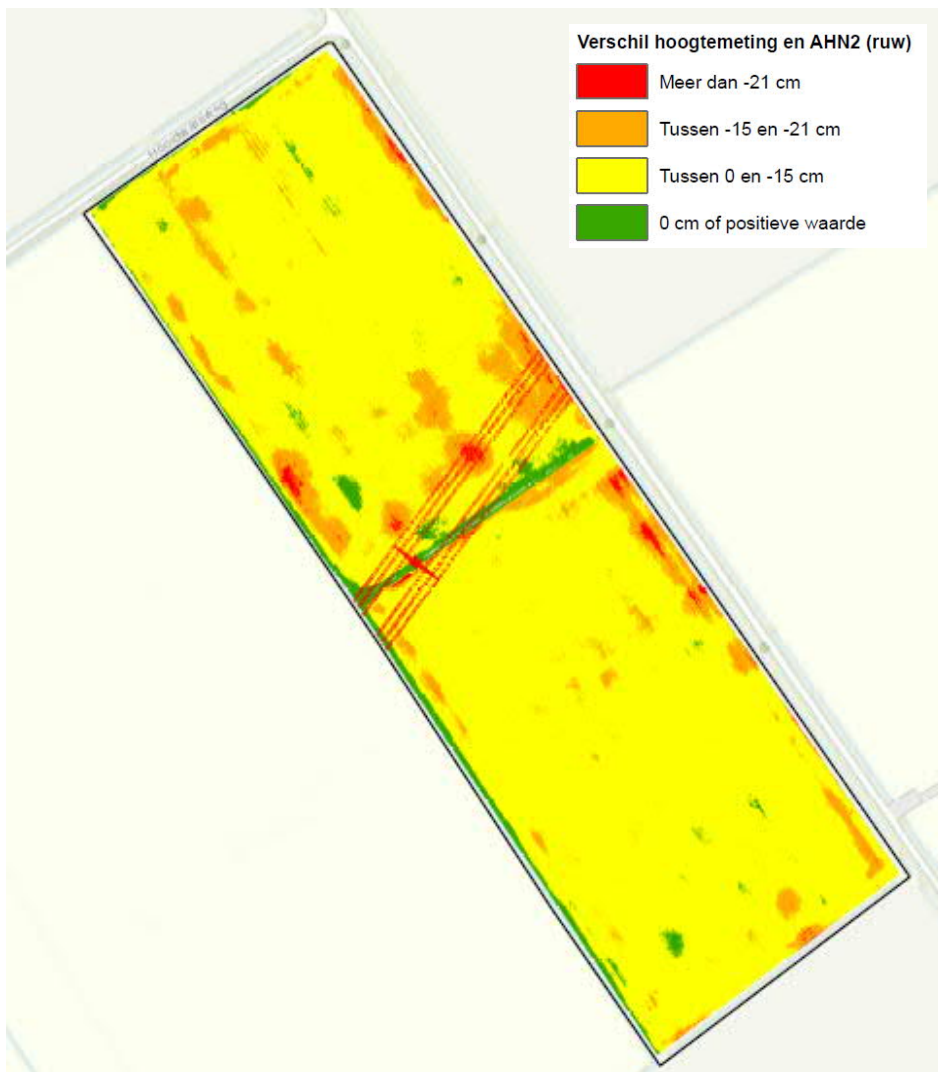 Verschil hoogtemeting en AHN2 (ruw)
Meer dan -21 cm
Tussen -15 en -21 cm
Tussen 0 en -15 cm
0 cm of positieve waarde